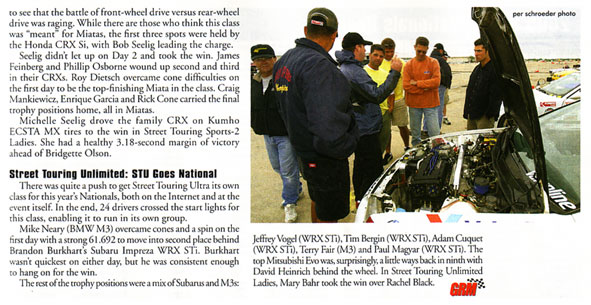 to see that the battle of front-wheel drive versus rear-wheel
drive was raging. While there are those who think this class
was "meant" for Miatas, the first three spots were held by
the Honda CRX Si, with Bob Seelig leading the charge.
Seelig didn't let up on Day 2 and took the win. James
Feinberg and Phillip Osborne wound up second and third
in their CRXs. Roy Dietsch overcame cone difficulties on
the first day to be the top-finishing Miata in the class. Craig
Mankiewicz, Enrique Garcia and Rick Cone carried the final
trophy positions home, all in Miatas.
Michelle Seelig drove the family CRX on Kumho
ECSTA MX tires to the win in Street Touring Sports-2
Ladies. She had a healthy 3.18-second margin of victory
ahead of Bridgette Olson.
Street Touring Unlimited: STU Goes National
There was quite a push to get Street Touring Ultra its own
class for this year's Nationals, both on the Internet and at the
event itself. In the end, 24 drivers crossed the start lights for
this class, enabling it to run in its own group.
Mike Neary (BMW M3) overcame cones and a spin on the
first day with a strong 61.692 to move into second place behind
Brandon Burkhart's Subaru Impreza WRX STi. Burkhart
wasn't quickest on either day, but he was consistent enough
to hang on for the win.
The rest of the trophy positions were a mix of Subarus and M3s:
per schroeder photo
Jeffrey Vogel (WRX STi), Tim Bergin (WRX STi), Adam Cuquet
(WRX STi), Terry Fair (M3) and Paul Magyar (WRX STi). The
top Mitsubishi Evo was, surprisingly, a little ways back in ninth with
David Heinrich behind the wheel. In Street Touring Unlimited
Ladies, Mary Bahr took the win over Rachel Black.
GRM